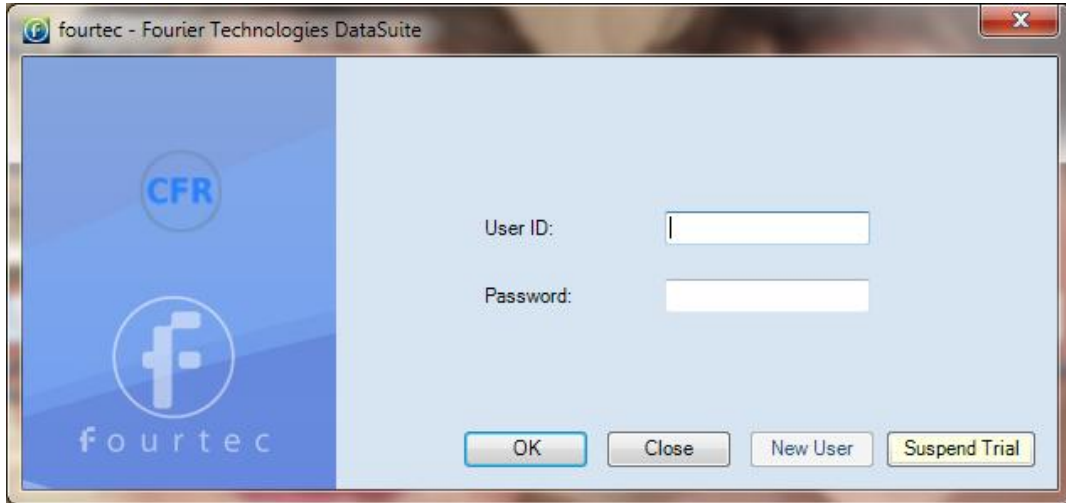 fourtec - Fourier Technologies DataSuite
x
CFR
User ID:
Password:
fourtec
OK Close New User Suspend Trial